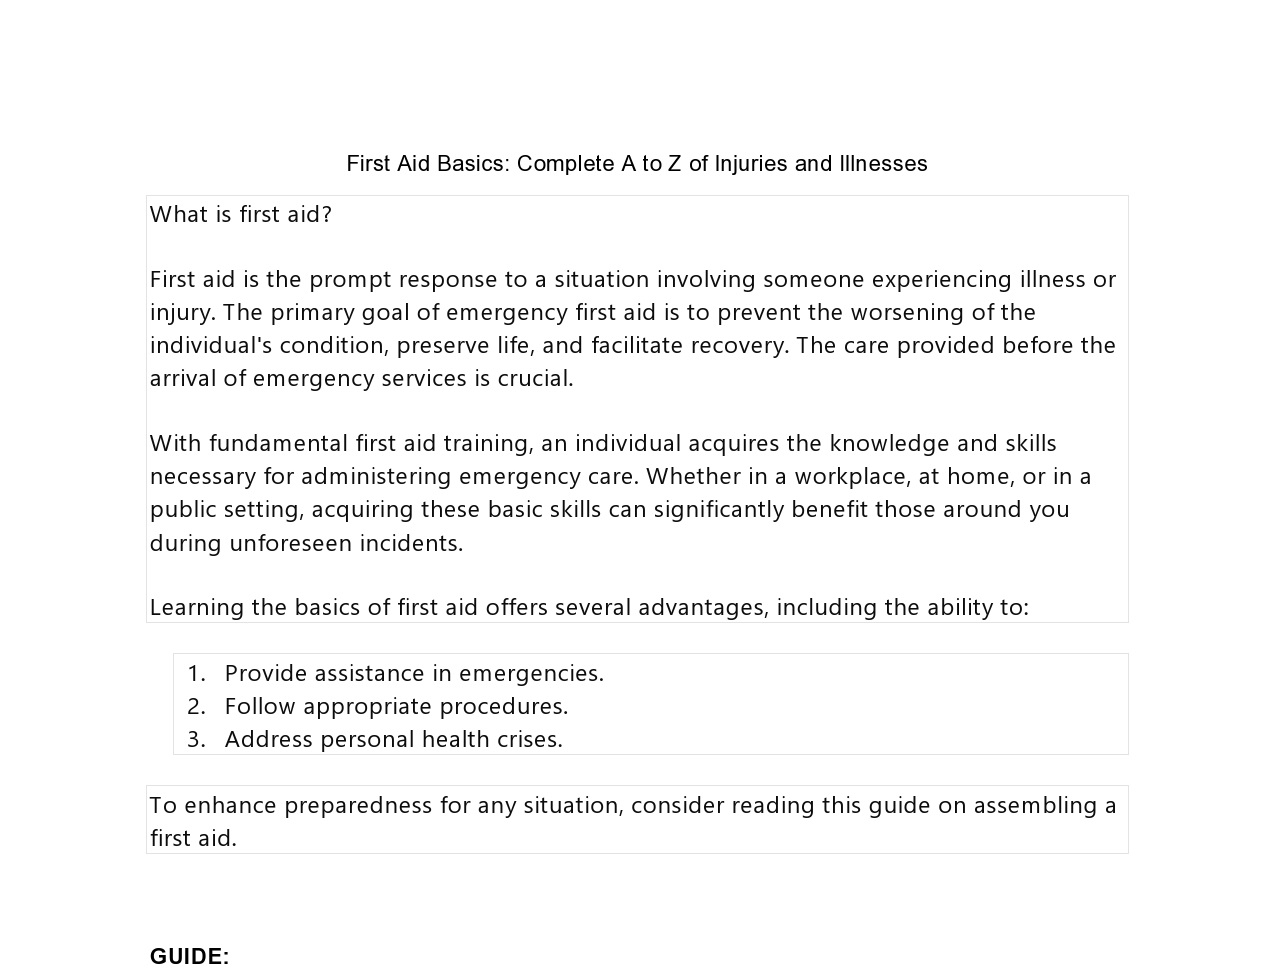 First Aid Basics: Complete A to Z of Injuries and Illnesses
What is first aid?
First aid is the prompt response to a situation involving someone experiencing illness or
injury. The primary goal of emergency first aid is to prevent the worsening of the
individual's condition, preserve life, and facilitate recovery. The care provided before the
arrival of emergency services is crucial.
With fundamental first aid training, an individual acquires the knowledge and skills
necessary for administering emergency care. Whether in a workplace, at home, or in a
public setting, acquiring these basic skills can significantly benefit those around you
during unforeseen incidents.
Learning the basics of first aid offers several advantages, including the ability to:
1. Provide assistance in emergencies.
2. Follow appropriate procedures.
3. Address personal health crises.
To enhance preparedness for any situation, consider reading this guide on assembling a
first aid.
GUIDE: